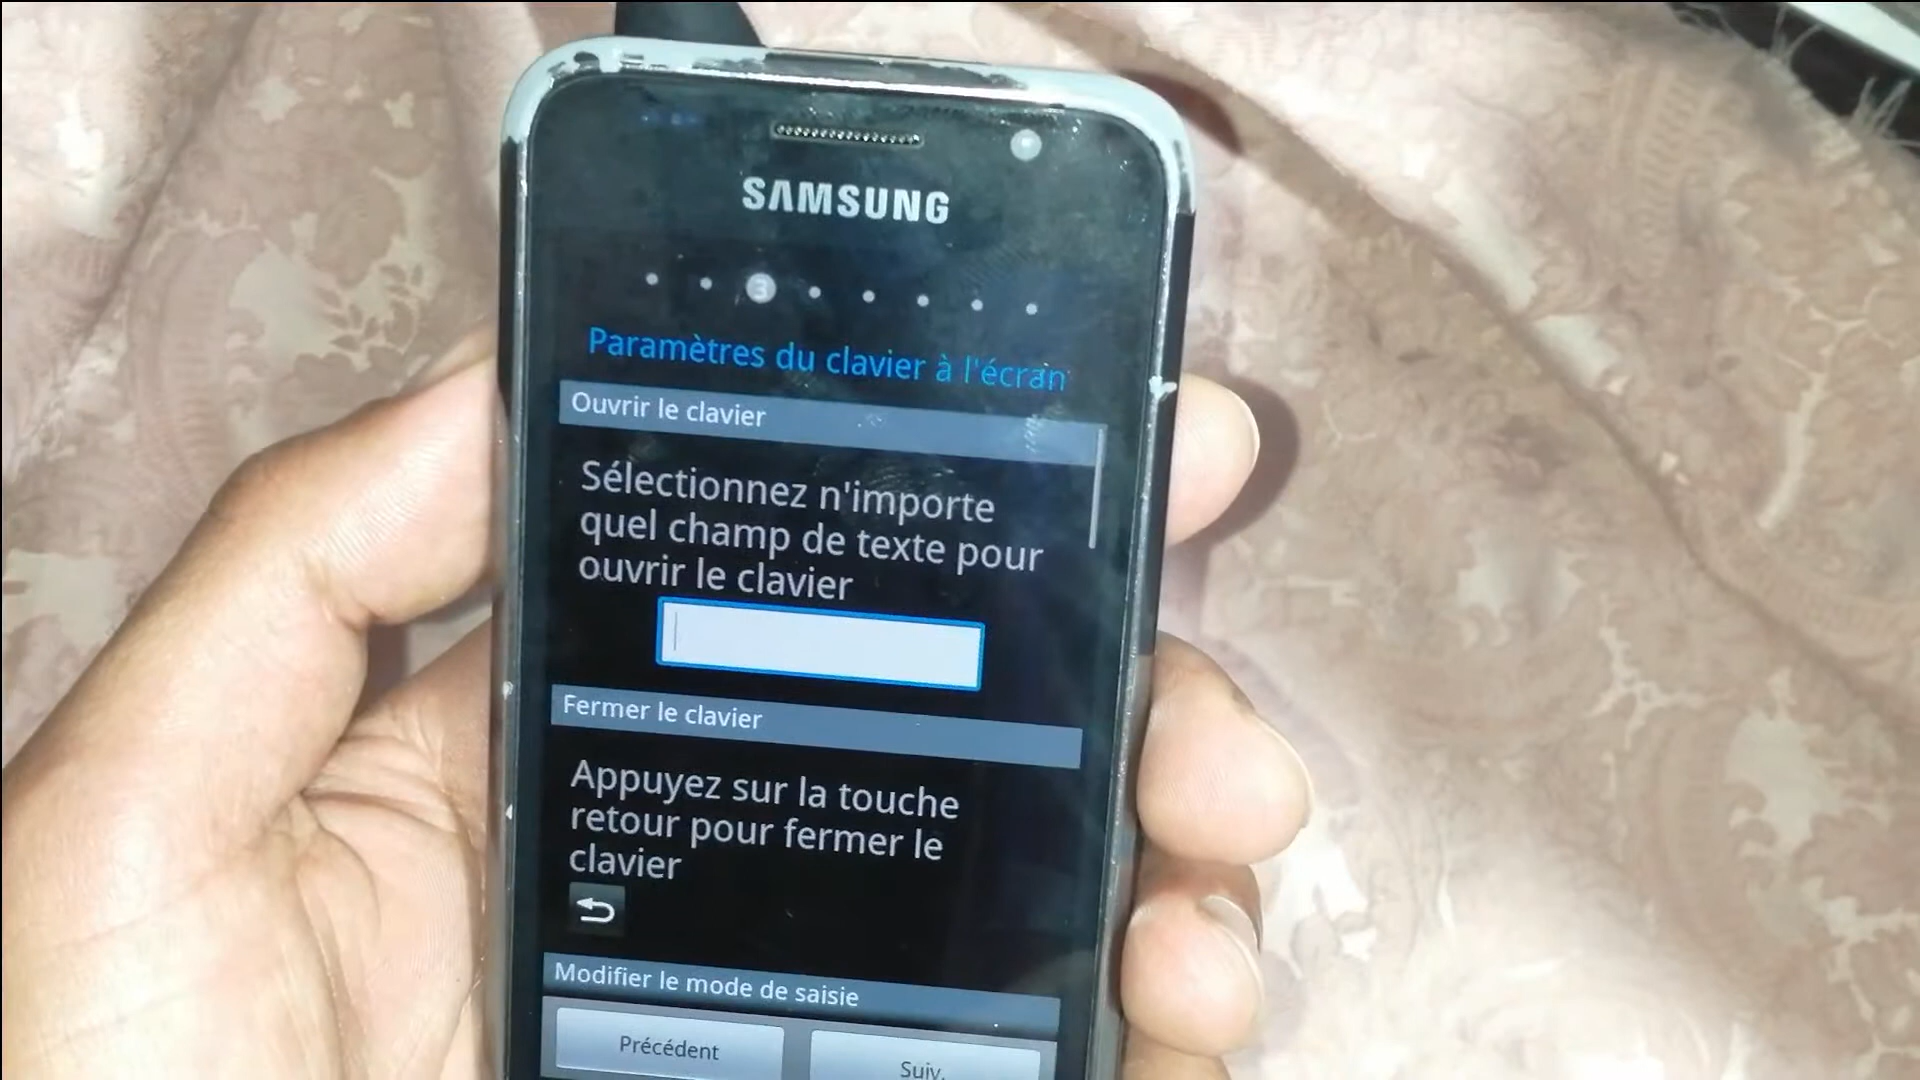 SAMSUNG
3
Paramètres du clavier à l'écran
Ouvrir le clavier
Sélectionnez n'importe
quel champ de texte pour
ouvrir le clavier
Fermer le clavier
Appuyez sur la touche
retour pour fermer le
clavier
Modifier le mode de saisie
Précédent
Suiv.